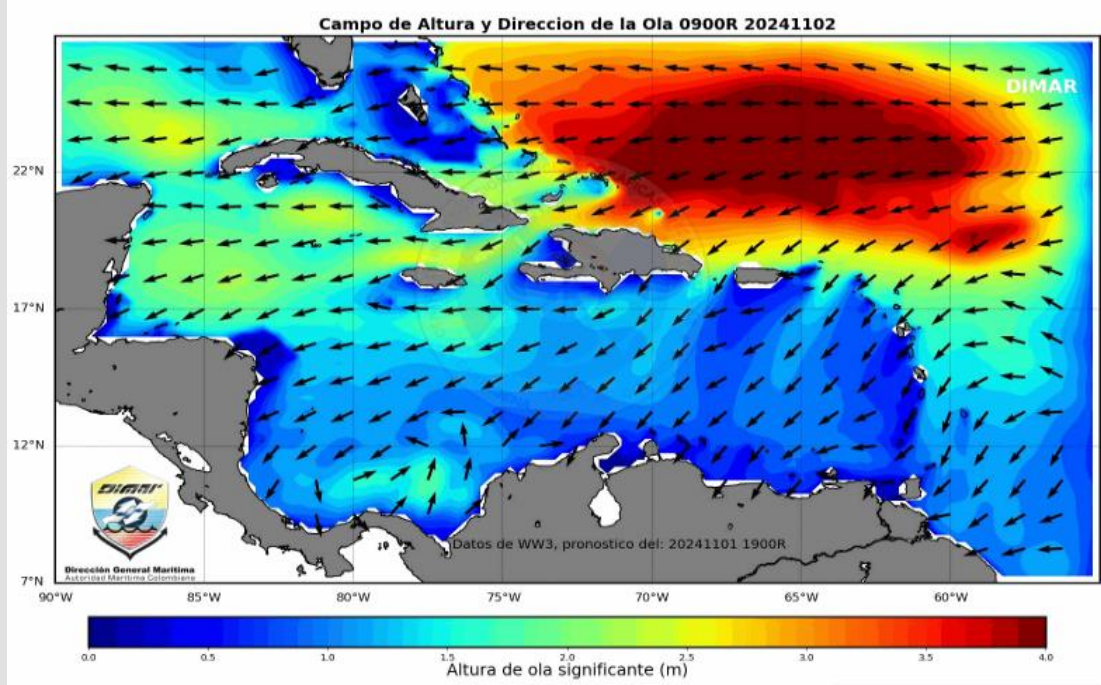 Campo de Altura y Direccion de la Ola 0900R 20241102
DIMAR
22°N
17°N
12°N
7°N
DIMAR
Dirección General Marítima
Autoridad Marítima Colombiana
Datos de WW3, pronostico del: 20241101 1900R
90°W 85°W 80°W 75°W 70°W 65°W 60°W
0.0 0.5 1.0 1.5 2.0 2.5 3.0 3.5 4.0
Altura de ola significante (m)